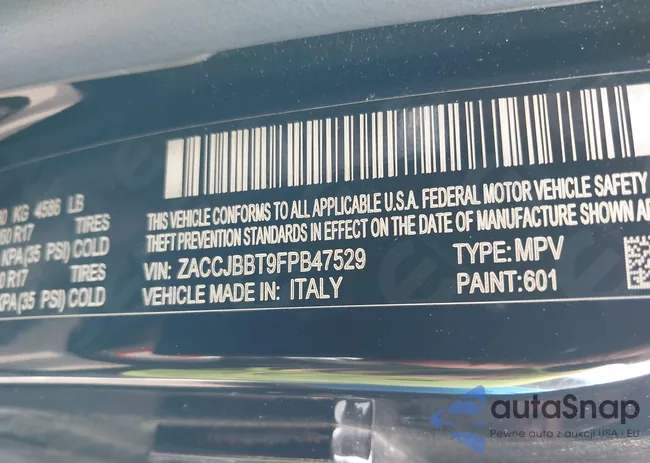 KG 4586 LB
R17 TIRES
KPA(35 PSI) COLD
R17 TIRES
KPA(35 PSI) COLD
THIS VEHICLE CONFORMS TO ALL APPLICABLE U.S.A. FEDERAL MOTOR VEHICLE SAFETY
THEFT PREVENTION STANDARDS IN EFFECT ON THE DATE OF MANUFACTURE SHOWN
VIN: ZACCJBBT9FPB47529 TYPE: MPV
VEHICLE MADE IN: ITALY PAINT:601
autaSnap
Pewne auta z aukcji USA i EU